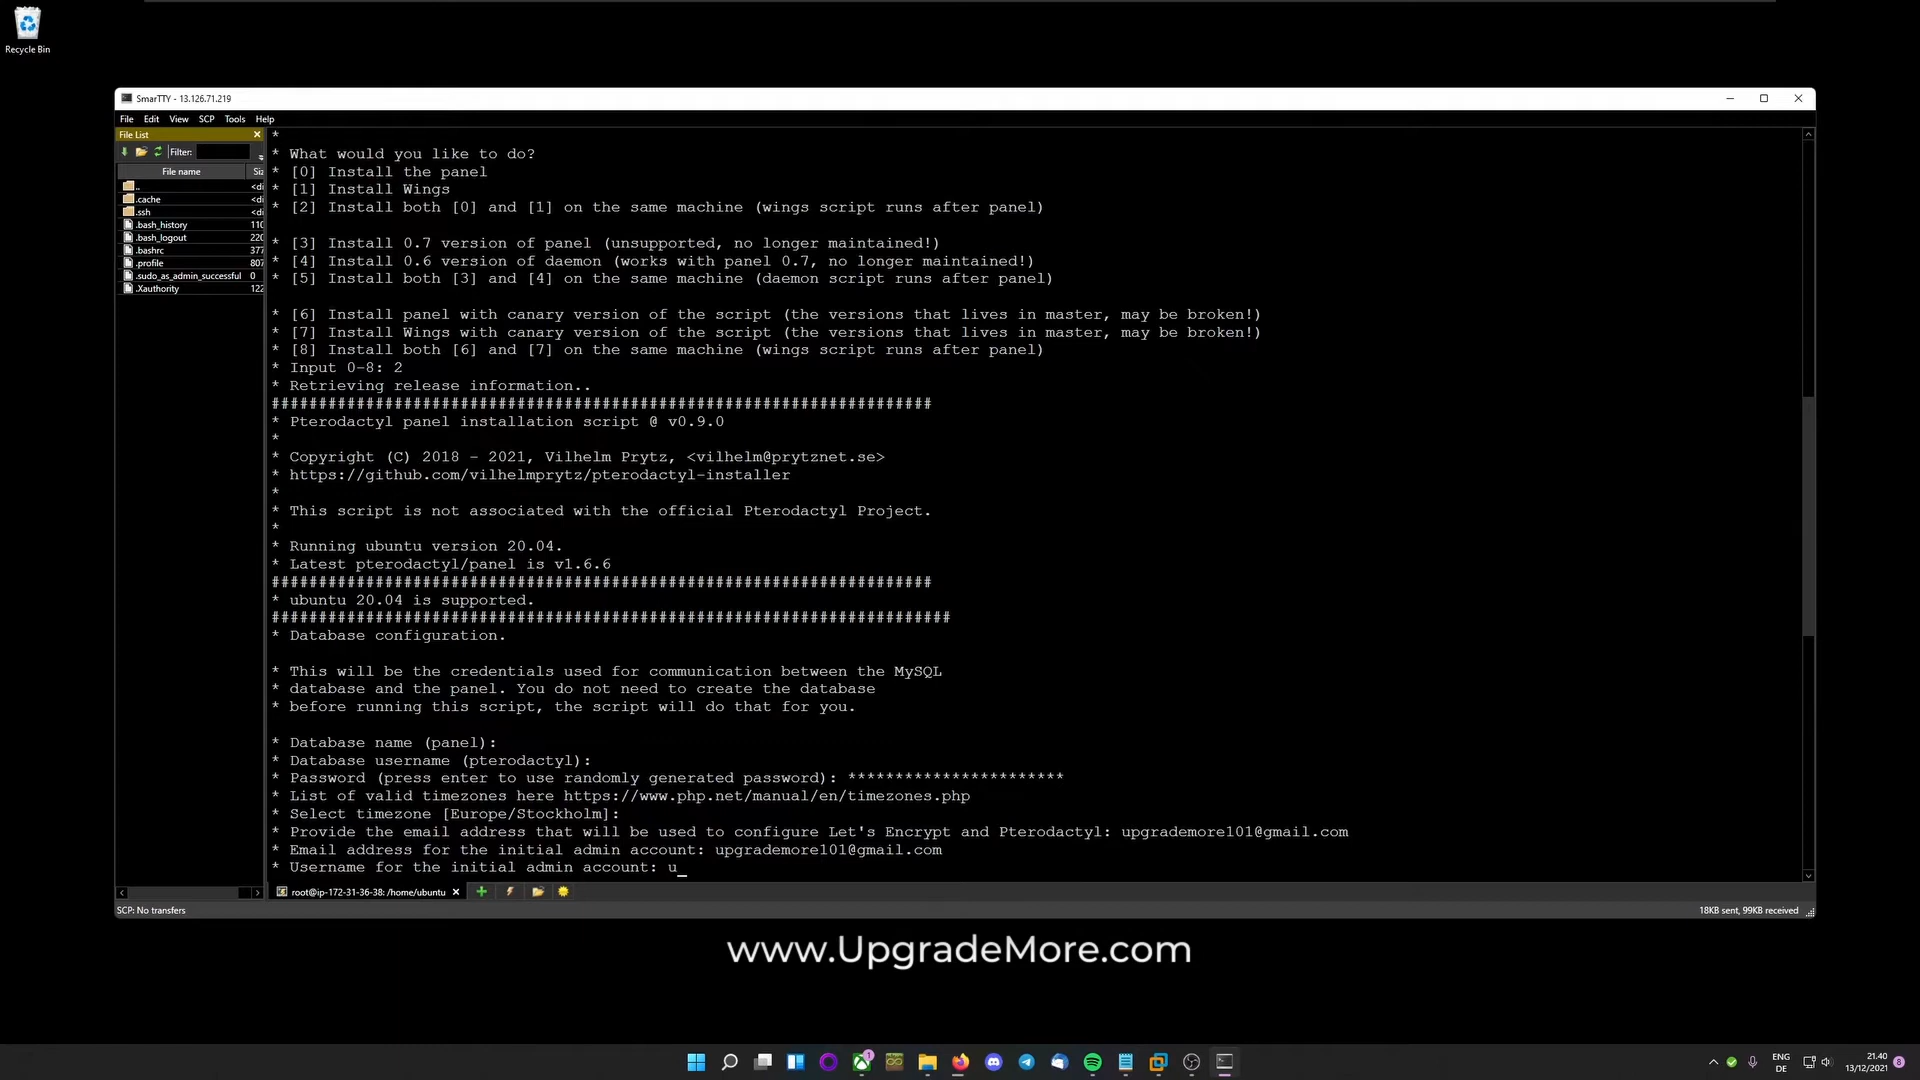 Recycle Bin
SmarTTY - 13.126.71.219
File Edit View SCP Tools Help
File List
Filter:
File name
..
<di
.cache
<di
.ssh
<di
.bash_history
110
.bash_logout
220
.bashrc
377
.profile
807
.sudo_as_admin_successful 0
.Xauthority
122
*
* What would you like to do?
* [0] Install the panel
* [1] Install Wings
* [2] Install both [0] and [1] on the same machine (wings script runs after panel)
* [3] Install 0.7 version of panel (unsupported, no longer maintained!)
* [4] Install 0.6 version of daemon (works with panel 0.7, no longer maintained!)
* [5] Install both [3] and [4] on the same machine (daemon script runs after panel)
* [6] Install panel with canary version of the script (the versions that lives in master, may be broken!)
* [7] Install Wings with canary version of the script (the versions that lives in master, may be broken!)
* [8] Install both [6] and [7] on the same machine (wings script runs after panel)
* Input 0-8: 2
* Retrieving release information..
######################################################################
* Pterodactyl panel installation script @ v0.9.0
*
* Copyright (C) 2018 - 2021, Vilhelm Prytz, <vilhelm@prytznet.se>
* https://github.com/vilhelmprytz/pterodactyl-installer
*
* This script is not associated with the official Pterodactyl Project.
*
* Running ubuntu version 20.04.
* Latest pterodactyl/panel is v1.6.6
######################################################################
* ubuntu 20.04 is supported.
########################################################################
* Database configuration.
* This will be the credentials used for communication between the MySQL
* database and the panel. You do not need to create the database
* before running this script, the script will do that for you.
* Database name (panel):
* Database username (pterodactyl):
* Password (press enter to use randomly generated password): ***********************
* List of valid timezones here https://www.php.net/manual/en/timezones.php
* Select timezone [Europe/Stockholm]:
* Provide the email address that will be used to configure Let's Encrypt and Pterodactyl: upgrademore101@gmail.com
* Email address for the initial admin account: upgrademore101@gmail.com
* Username for the initial admin account: u_
root@ip-172-31-36-38: /home/ubuntu
SCP: No transfers
18KB sent, 99KB received
www.UpgradeMore.com
1
ENG
DE
21.40
13/12/2021
8